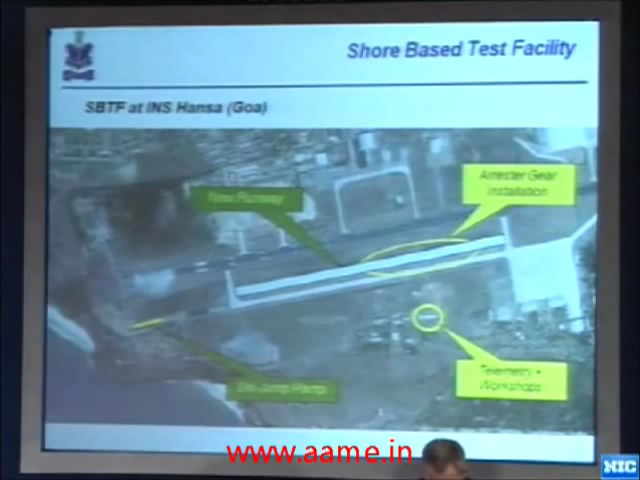 Shore Based Test Facility
SBTF at INS Hansa (Goa)
Arrester Gear
Installation
New Runway
Telemetry +
Workshops
Ski-Jump Ramp
www.aame.in
NIC